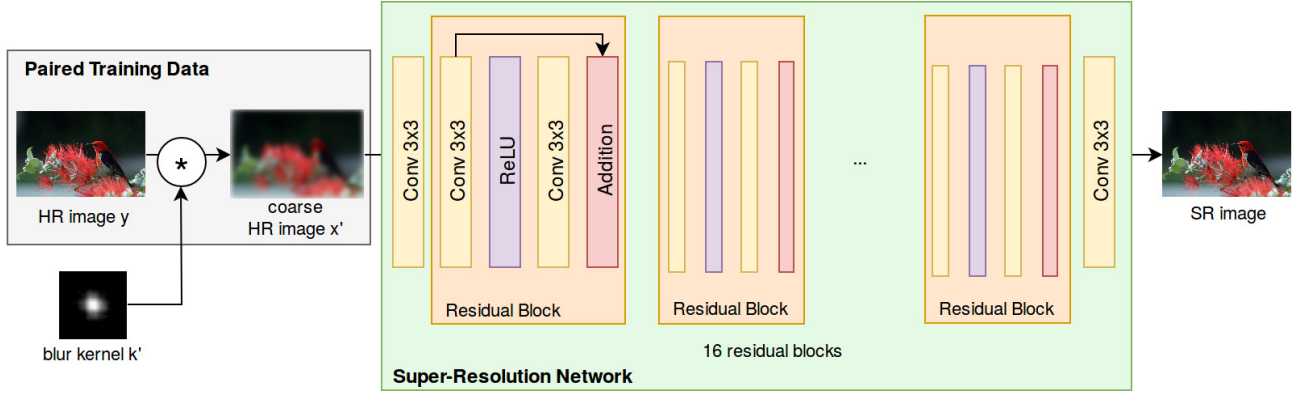 Paired Training Data
HR image y
*
coarse
HR image x'
blur kernel k'
Conv 3x3
Conv 3x3
ReLU
Conv 3x3
Addition
Residual Block
Residual Block
...
Residual Block
Conv 3x3
16 residual blocks
Super-Resolution Network
SR image